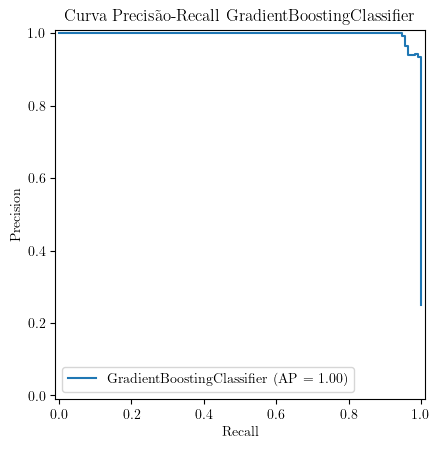 Curva Precisão-Recall GradientBoostingClassifier
1.0
0.8
0.6
0.4
0.2
0.0
Precision
GradientBoostingClassifier (AP = 1.00)
0.0 0.2 0.4 0.6 0.8 1.0
Recall